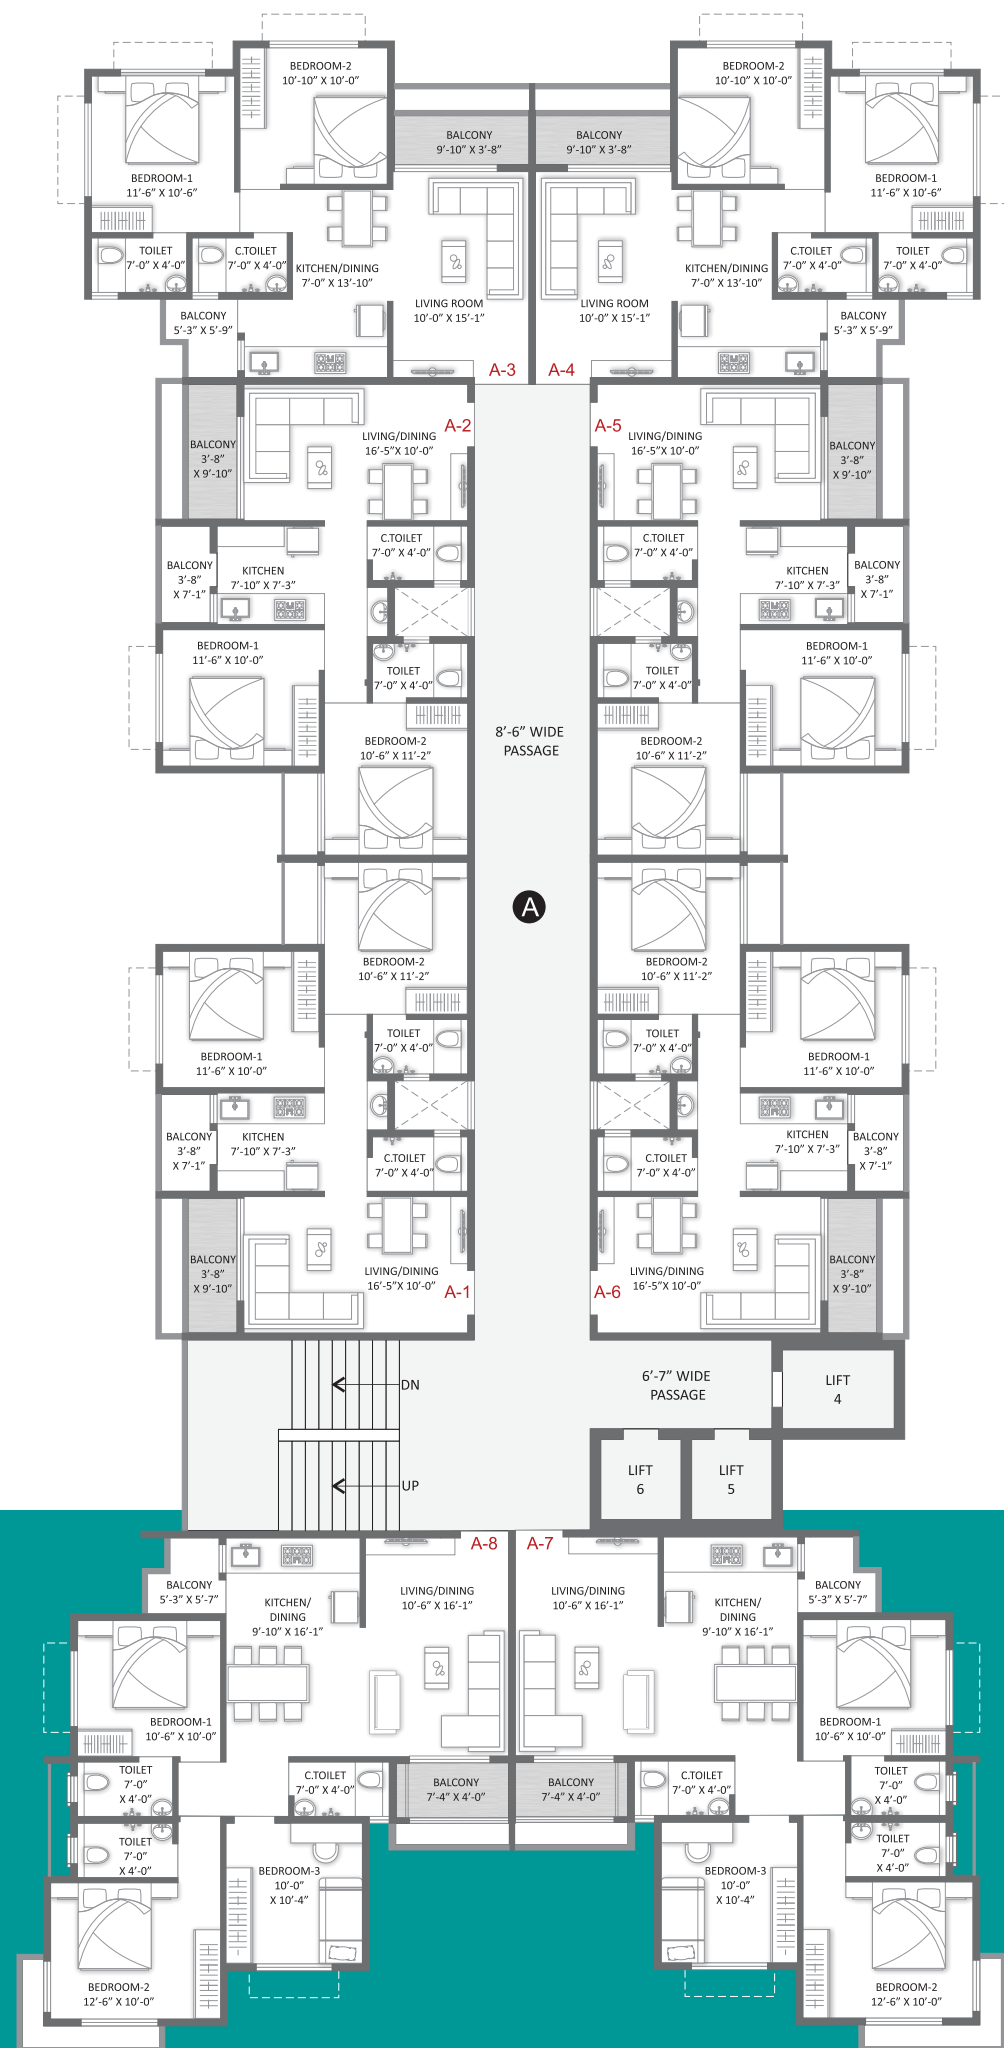 BEDROOM-2
10'-10" X 10'-0"
BEDROOM-2
10'-10" X 10'-0"
BALCONY
9'-10" X 3'-8"
BALCONY
9'-10" X 3'-8"
BEDROOM-1
11'-6" X 10'-6"
BEDROOM-1
11'-6" X 10'-6"
TOILET
7'-0" X 4'-0"
C.TOILET
7'-0" X 4'-0"
KITCHEN/DINING
7'-0" X 13'-10"
LIVING ROOM
10'-0" X 15'-1"
LIVING ROOM
10'-0" X 15'-1"
KITCHEN/DINING
7'-0" X 13'-10"
C.TOILET
7'-0" X 4'-0"
TOILET
7'-0" X 4'-0"
BALCONY
5'-3" X 5'-9"
BALCONY
5'-3" X 5'-9"
A-3
A-4
A-2
A-5
BALCONY
3'-8"
X 9'-10"
LIVING/DINING
16'-5"X 10'-0"
LIVING/DINING
16'-5"X 10'-0"
BALCONY
3'-8"
X 9'-10"
C.TOILET
7'-0" X 4'-0"
C.TOILET
7'-0" X 4'-0"
BALCONY
3'-8"
X 7'-1"
KITCHEN
7'-10" X 7'-3"
KITCHEN
7'-10" X 7'-3"
BALCONY
3'-8"
X 7'-1"
BEDROOM-1
11'-6" X 10'-0"
TOILET
7'-0" X 4'-0"
TOILET
7'-0" X 4'-0"
BEDROOM-1
11'-6" X 10'-0"
8'-6" WIDE
PASSAGE
BEDROOM-2
10'-6" X 11'-2"
BEDROOM-2
10'-6" X 11'-2"
A
BEDROOM-2
10'-6" X 11'-2"
BEDROOM-2
10'-6" X 11'-2"
BEDROOM-1
11'-6" X 10'-0"
TOILET
7'-0" X 4'-0"
TOILET
7'-0" X 4'-0"
BEDROOM-1
11'-6" X 10'-0"
BALCONY
3'-8"
X 7'-1"
KITCHEN
7'-10" X 7'-3"
C.TOILET
7'-0" X 4'-0"
C.TOILET
7'-0" X 4'-0"
KITCHEN
7'-10" X 7'-3"
BALCONY
3'-8"
X 7'-1"
BALCONY
3'-8"
X 9'-10"
LIVING/DINING
16'-5"X 10'-0"
A-1
A-6
LIVING/DINING
16'-5"X 10'-0"
BALCONY
3'-8"
X 9'-10"
DN
UP
6'-7" WIDE
PASSAGE
LIFT
4
LIFT
6
LIFT
5
A-8
A-7
BALCONY
5'-3" X 5'-7"
KITCHEN/
DINING
9'-10" X 16'-1"
LIVING/DINING
10'-6" X 16'-1"
LIVING/DINING
10'-6" X 16'-1"
KITCHEN/
DINING
9'-10" X 16'-1"
BALCONY
5'-3" X 5'-7"
BEDROOM-1
10'-6" X 10'-0"
BEDROOM-1
10'-6" X 10'-0"
TOILET
7'-0"
X 4'-0"
C.TOILET
7'-0" X 4'-0"
BALCONY
7'-4" X 4'-0"
BALCONY
7'-4" X 4'-0"
C.TOILET
7'-0" X 4'-0"
TOILET
7'-0"
X 4'-0"
TOILET
7'-0"
X 4'-0"
BEDROOM-3
10'-0"
X 10'-4"
BEDROOM-3
10'-0"
X 10'-4"
TOILET
7'-0"
X 4'-0"
BEDROOM-2
12'-6" X 10'-0"
BEDROOM-2
12'-6" X 10'-0"